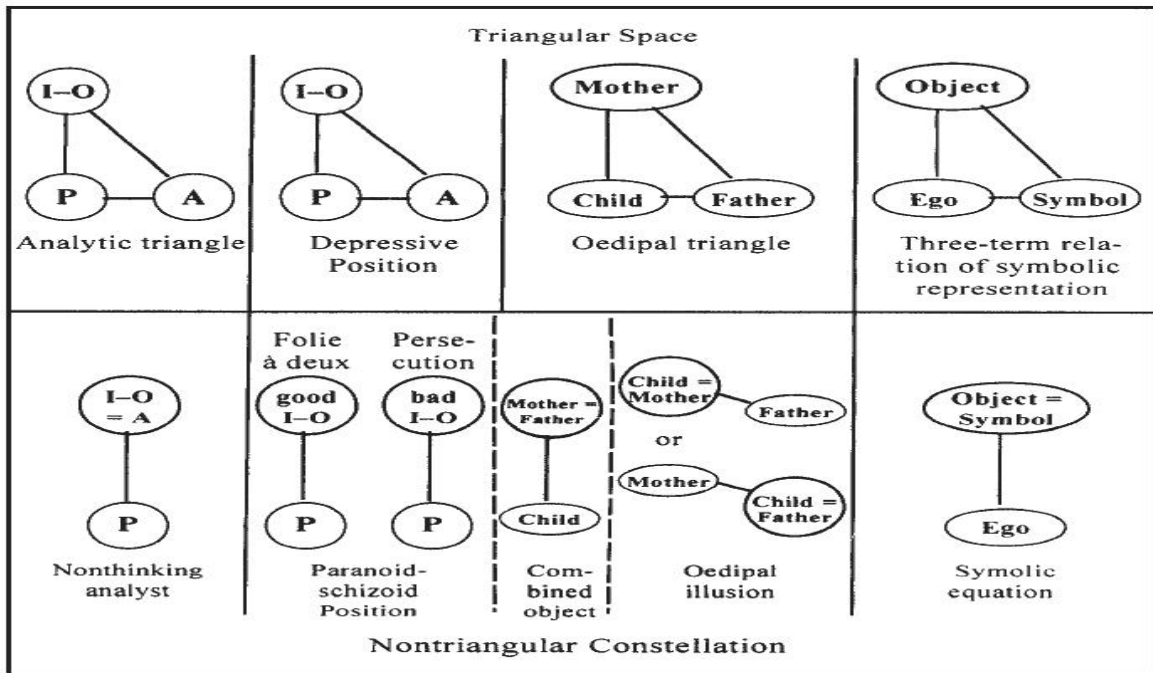 Triangular Space
I–O
P
A
Analytic triangle
I–O
P
A
Depressive
Position
Mother
Child
Father
Oedipal triangle
Object
Ego
Symbol
Three-term rela-
tion of symbolic
representation
I–O
= A
P
Nonthinking
analyst
Folie
à deux
good
I–O
P
Perse-
cution
bad
I–O
P
Paranoid-
schizoid
Position
Mother =
Father
Child
Com-
bined
object
Child =
Mother
Father
or
Mother
Child =
Father
Oedipal
illusion
Object =
Symbol
Ego
Symolic
equation
Nontriangular Constellation